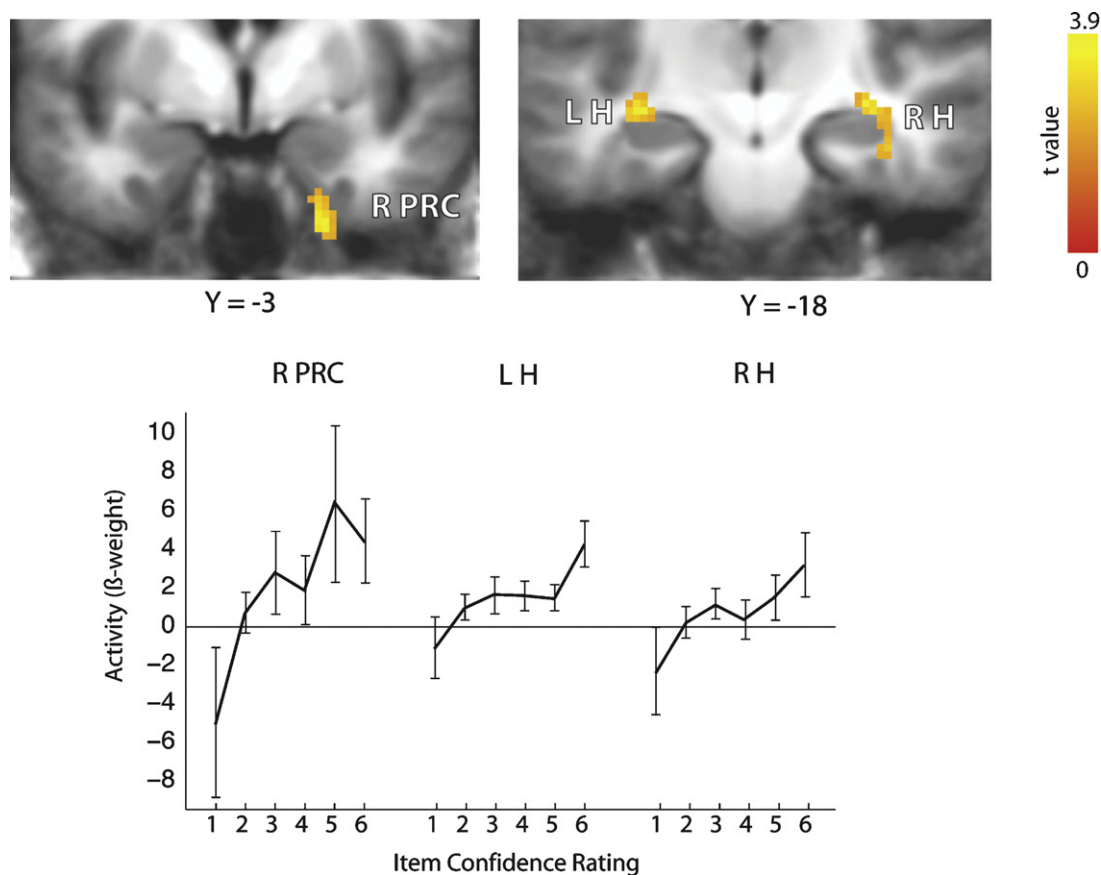 R PRC
Y = -3
L H
R H
Y = -18
3.9
t value
0
R PRC
L H
R H
Activity (ß-weight)
10
8
6
4
2
0
−2
−4
−6
−8
1 2 3 4 5 6 1 2 3 4 5 6 1 2 3 4 5 6
Item Confidence Rating